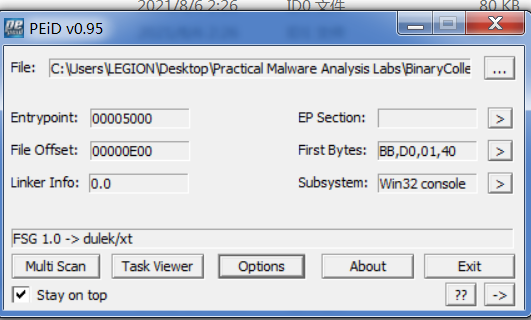 2021/8/6 2:26 ID0 文件 80 KB
PEiD v0.95
File: C:\Users\LEGION\Desktop\Practical Malware Analysis Labs\BinaryColle ...
Entrypoint: 00005000 EP Section: >
File Offset: 00000E00 First Bytes: BB,D0,01,40 >
Linker Info: 0.0 Subsystem: Win32 console >
FSG 1.0 -> dulek/xt
Multi Scan Task Viewer Options About Exit
Stay on top ?? ->